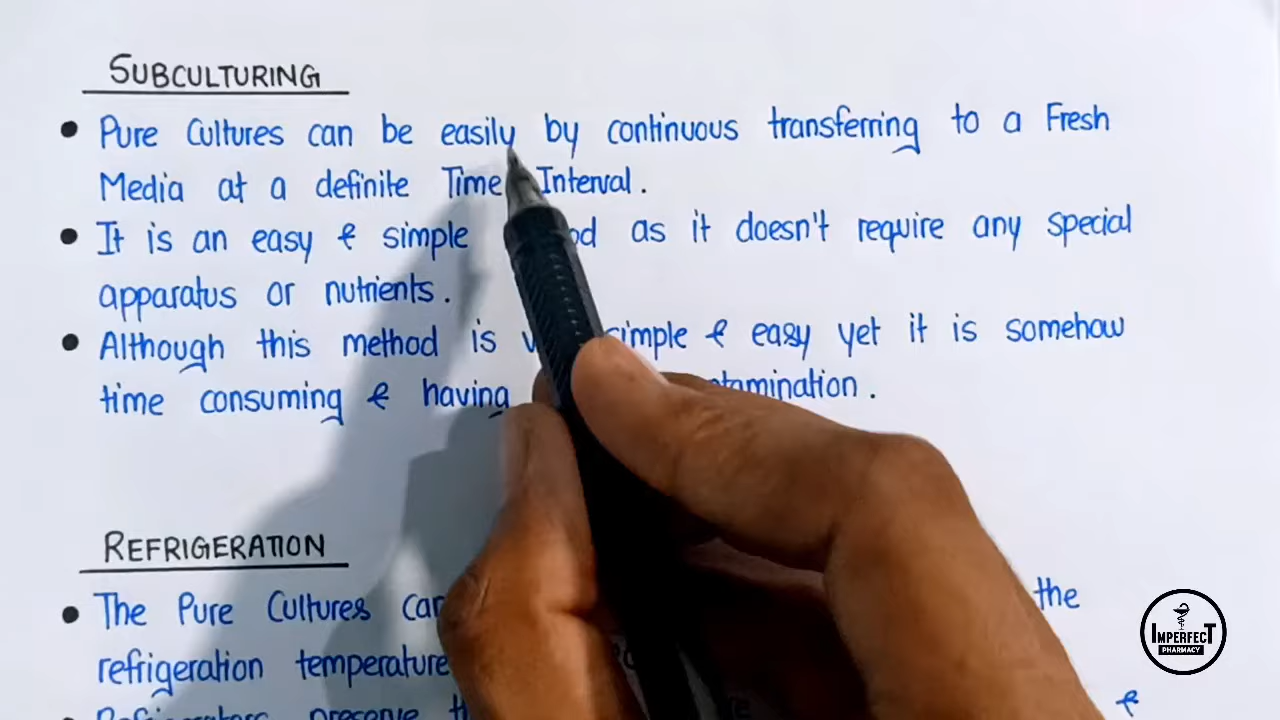 SUBCULTURING
• Pure Cultures can be easily by continuous transferring to a Fresh
Media at a definite Time Interval.
• It is an easy & simple as it doesn't require any special
apparatus or nutrients.
• Although this method is simple & easy yet it is somehow
time consuming & having
REFRIGERATION
• The Pure Cultures the
refrigeration temperature
preserve
&
IMPERFECT
PHARMACY